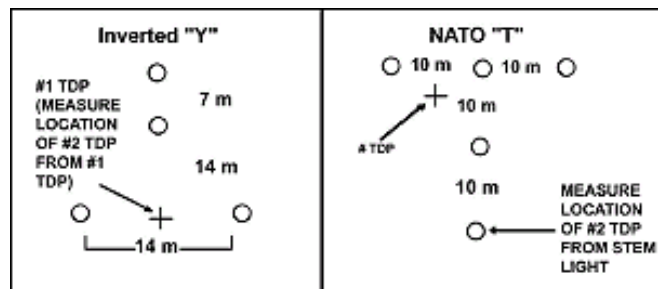 Inverted "Y"
#1 TDP
(MEASURE
LOCATION
OF #2 TDP
FROM #1
TDP)
7 m
14 m
14 m
NATO "T"
10 m
10 m
10 m
# TDP
10 m
MEASURE
LOCATION
OF #2 TDP
FROM STEM
LIGHT